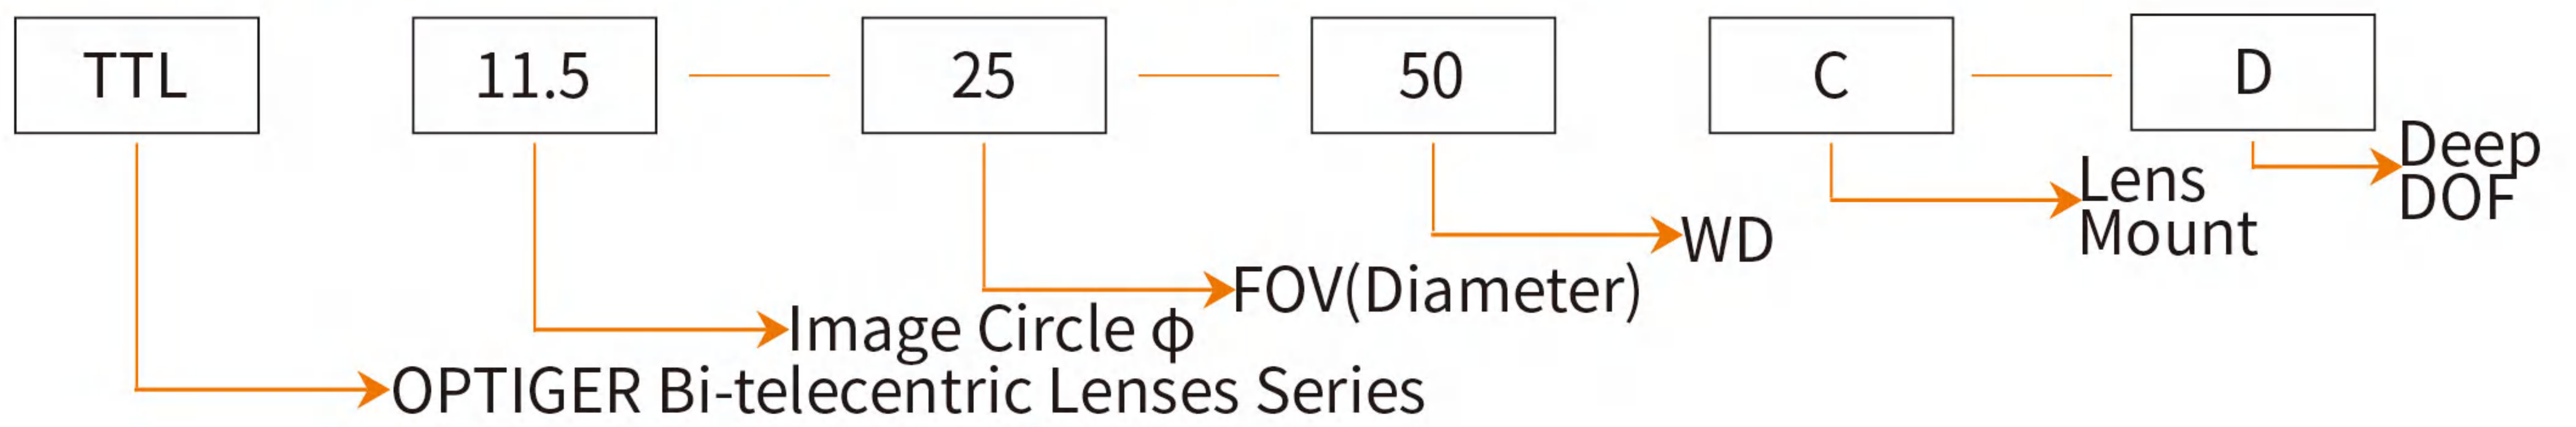 TTL 11.5 25 50 C D
Deep
DOF
Lens
Mount
WD
FOV(Diameter)
Image Circle ф
OPTIGER Bi-telecentric Lenses Series